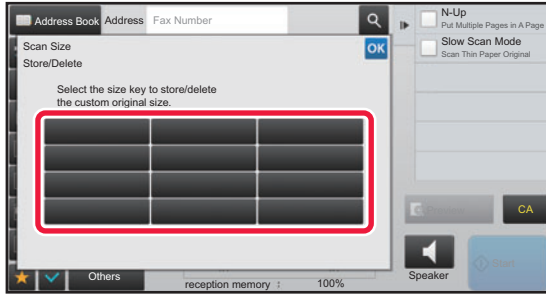 Address Book Address Fax Number
N-Up
Put Multiple Pages in A Page
Slow Scan Mode
Scan Thin Paper Original
Scan Size
OK
Store/Delete
Select the size key to store/delete
the custom original size.
CA
Start
Speaker
Others
reception memory : 100%